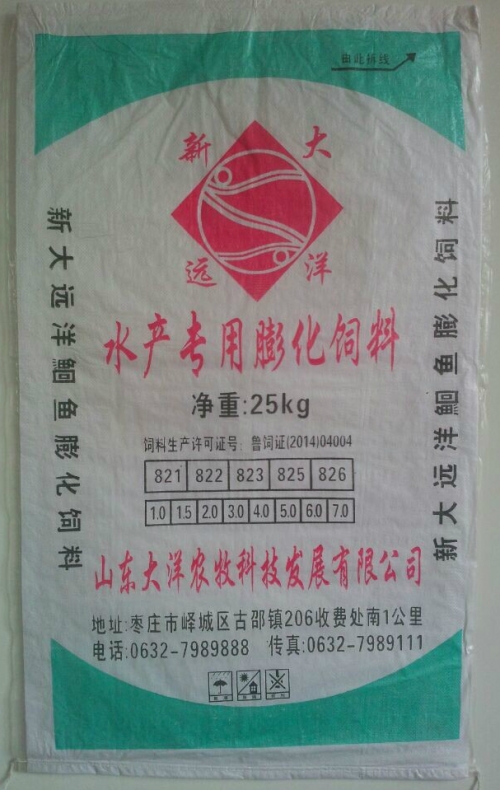 由此拆线
新 大
远 洋
新大远洋鮰鱼膨化饲料
水产专用膨化饲料
净重:25kg
饲料生产许可证号: 兽饲证(2014)04004
821 822 823 825 826
1.0 1.5 2.0 3.0 4.0 5.0 6.0 7.0
山东大洋农牧科技发展有限公司
地址:枣庄市峄城区古邵镇206收费处南1公里
电话:0632-7989888 传真:0632-7989111
新大远洋鮰鱼膨化饲料